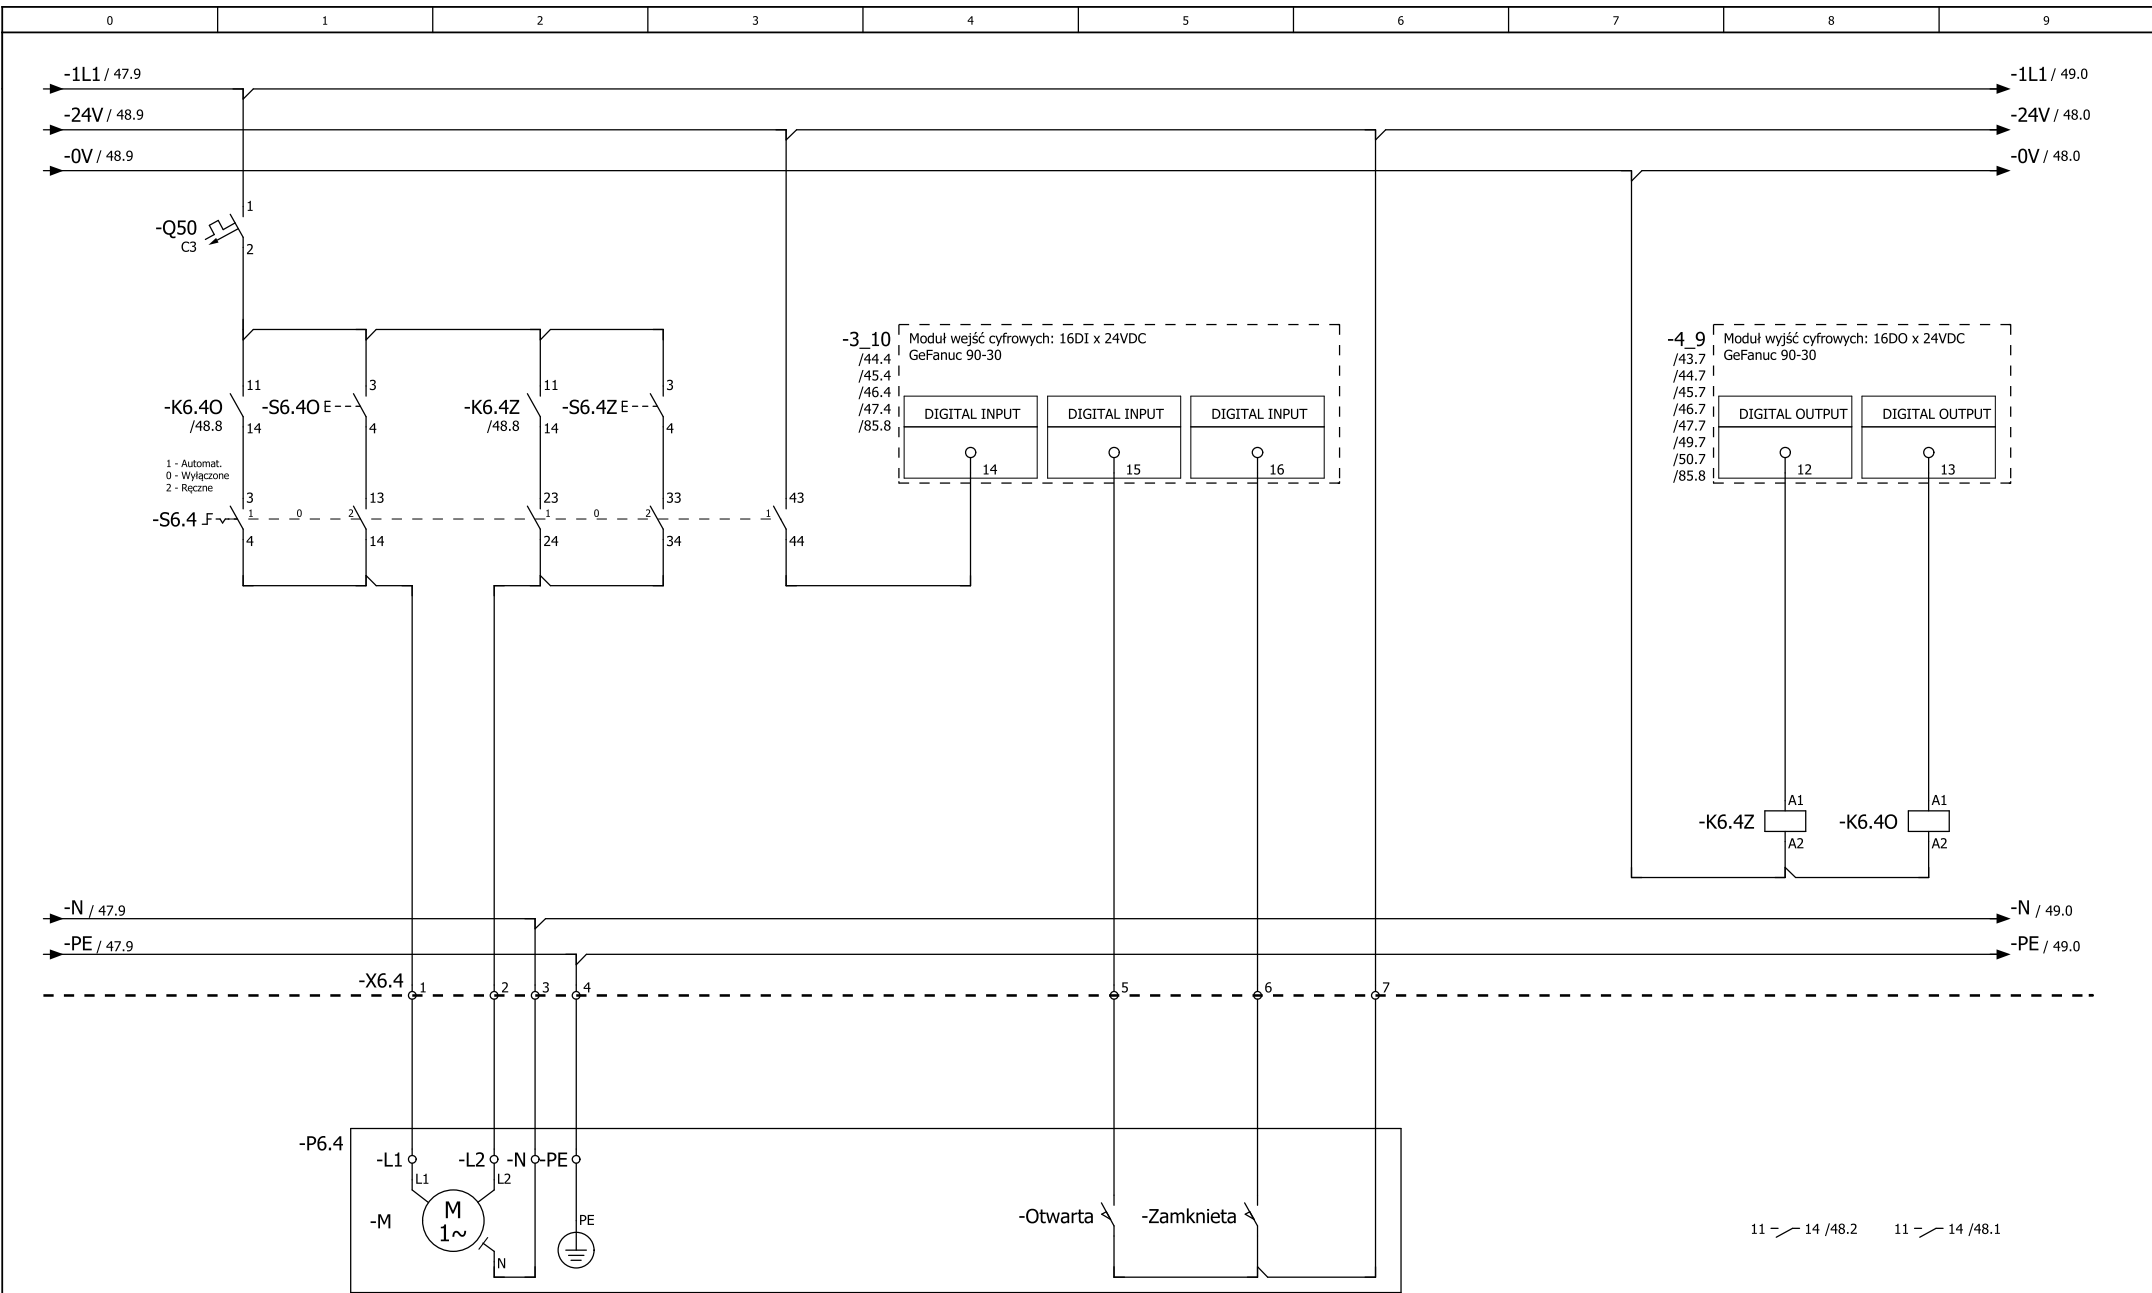 0 1 2 3 4 5 6 7 8 9
-1L1 / 47.9 -1L1 / 49.0
-24V / 48.9 -24V / 48.0
-0V / 48.9 -0V / 48.0
1
-Q50
C3
2
-3_10 Moduł wejść cyfrowych: 16DI x 24VDC
GeFanuc 90-30
/44.4
/45.4
/46.4
/47.4
/85.8
DIGITAL INPUT DIGITAL INPUT DIGITAL INPUT
14 15 16
-4_9 Moduł wyjść cyfrowych: 16DO x 24VDC
GeFanuc 90-30
/43.7
/44.7
/45.7
/46.7
/47.7
/49.7
/50.7
/85.8
DIGITAL OUTPUT DIGITAL OUTPUT
12 13
11 3 11 3
-K6.4O -S6.4O -K6.4Z -S6.4Z
/48.8 /48.8
14 4 14 4
1 - Automat.
0 - Wyłączone
2 - Ręczne
3 13 23 33 43
-S6.4 1 0 2 1 0 2 1
4 14 24 34 44
A1 A1
-K6.4Z -K6.4O
A2 A2
-N / 47.9 -N / 49.0
-PE / 47.9 -PE / 49.0
-X6.4 1 2 3 4 5 6 7
-P6.4
-L1 -L2 -N -PE
L1 L2
-M M
1~
N
PE
-Otwarta -Zamknieta
11 14 /48.2 11 14 /48.1